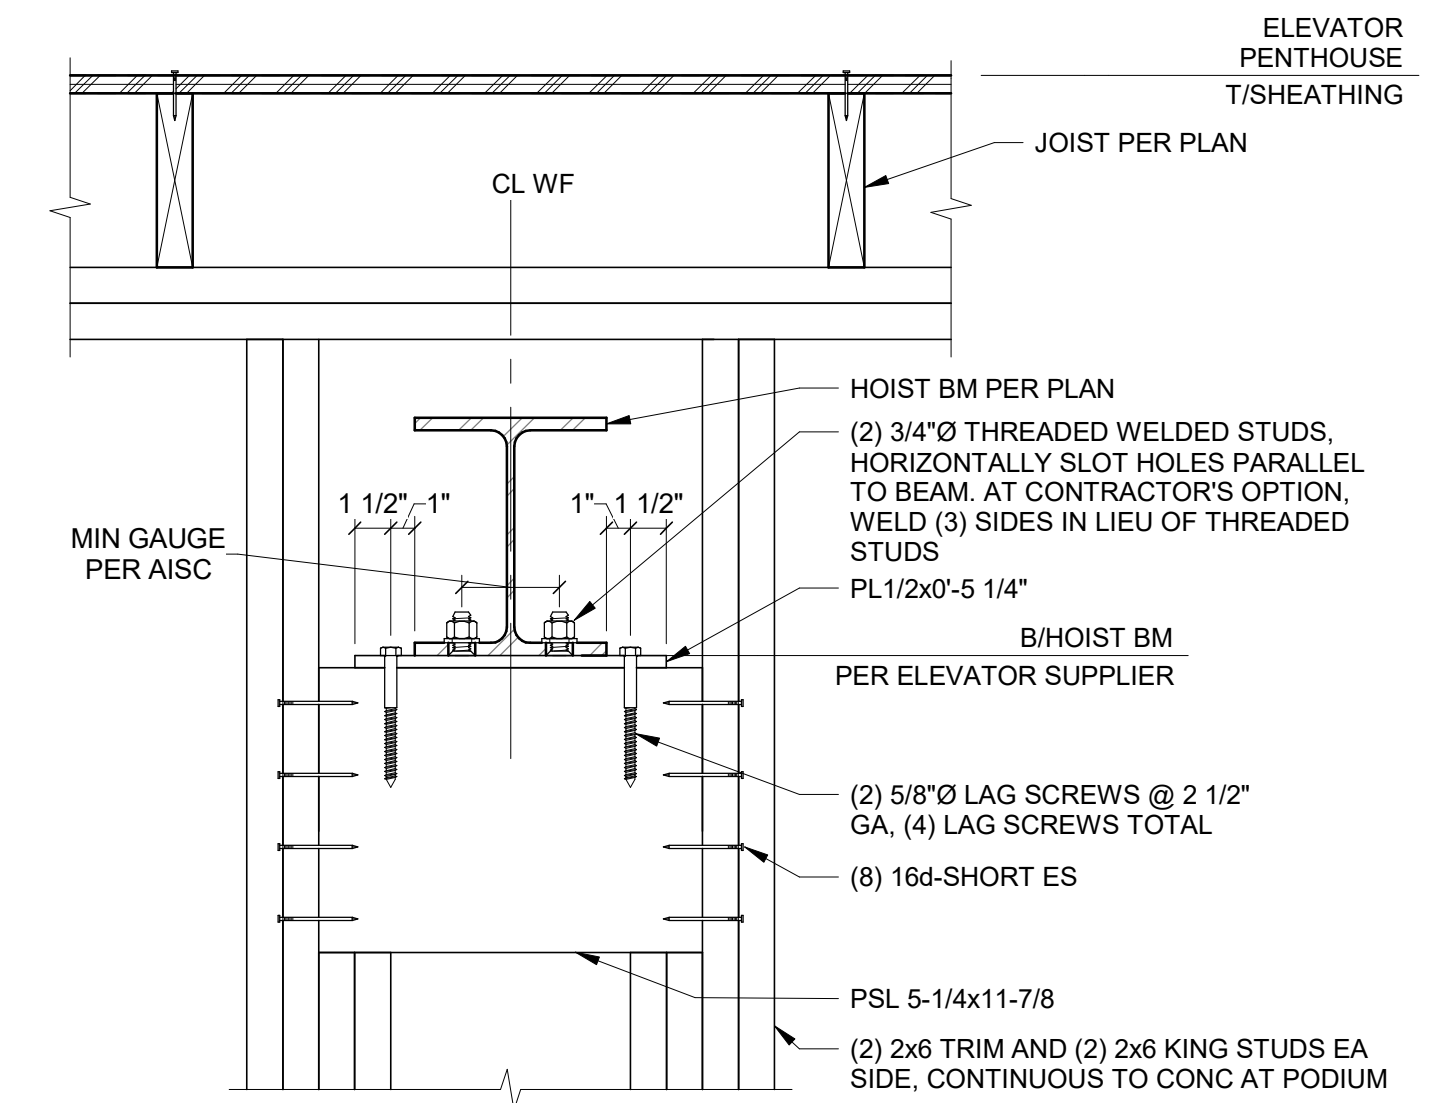 ELEVATOR
PENTHOUSE
T/SHEATHING
JOIST PER PLAN
CL WF
HOIST BM PER PLAN
(2) 3/4"Ø THREADED WELDED STUDS,
HORIZONTALLY SLOT HOLES PARALLEL
TO BEAM. AT CONTRACTOR'S OPTION,
WELD (3) SIDES IN LIEU OF THREADED
STUDS
1 1/2" 1" 1" 1 1/2"
MIN GAUGE
PER AISC
PL1/2x0'-5 1/4"
B/HOIST BM
PER ELEVATOR SUPPLIER
(2) 5/8"Ø LAG SCREWS @ 2 1/2"
GA, (4) LAG SCREWS TOTAL
(8) 16d-SHORT ES
PSL 5-1/4x11-7/8
(2) 2x6 TRIM AND (2) 2x6 KING STUDS EA
SIDE, CONTINUOUS TO CONC AT PODIUM